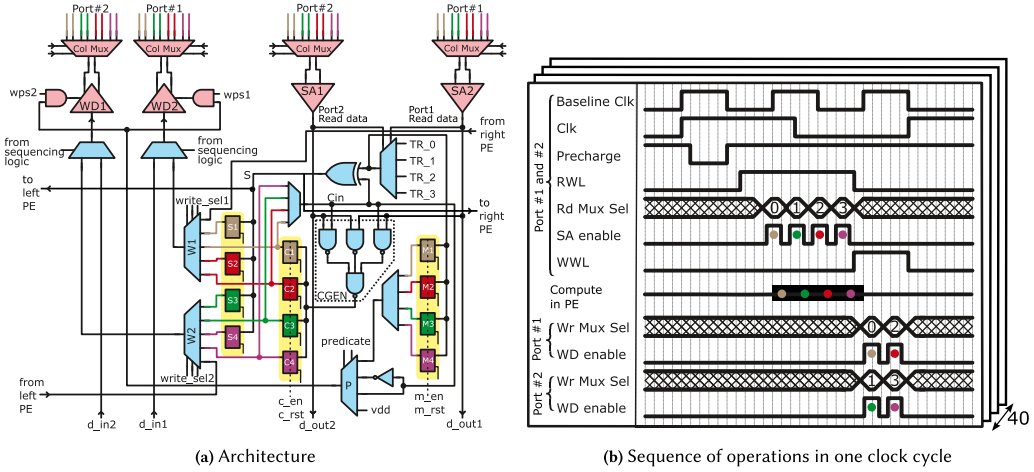 Port#2
Port#1
Port#2
Port#1
Col Mux
Col Mux
Col Mux
Col Mux
wps2
WD1
WD2
wps1
SA1
SA2
Port2
Read data
Port1
Read data
from
sequencing
logic
from
sequencing
logic
from
right
PE
TR_0
TR_1
TR_2
TR_3
to
left
PE
S
Cin
to
right
PE
write_sel1
W1
S1
S2
S3
S4
W2
write_sel2
C1
C2
C3
C4
CGEN
M1
M2
M3
M4
predicate
P
vdd
from
left
PE
c_en
c_rst
m_en
m_rst
d_in2
d_in1
d_out2
d_out1
(a) Architecture
Port #1 and #2
Baseline Clk
Clk
Precharge
RWL
Rd Mux Sel
0 1 2 3
SA enable
WWL
Compute
in PE
Port #1
Wr Mux Sel
0 2
WD enable
Port #2
Wr Mux Sel
1 3
WD enable
40
(b) Sequence of operations in one clock cycle